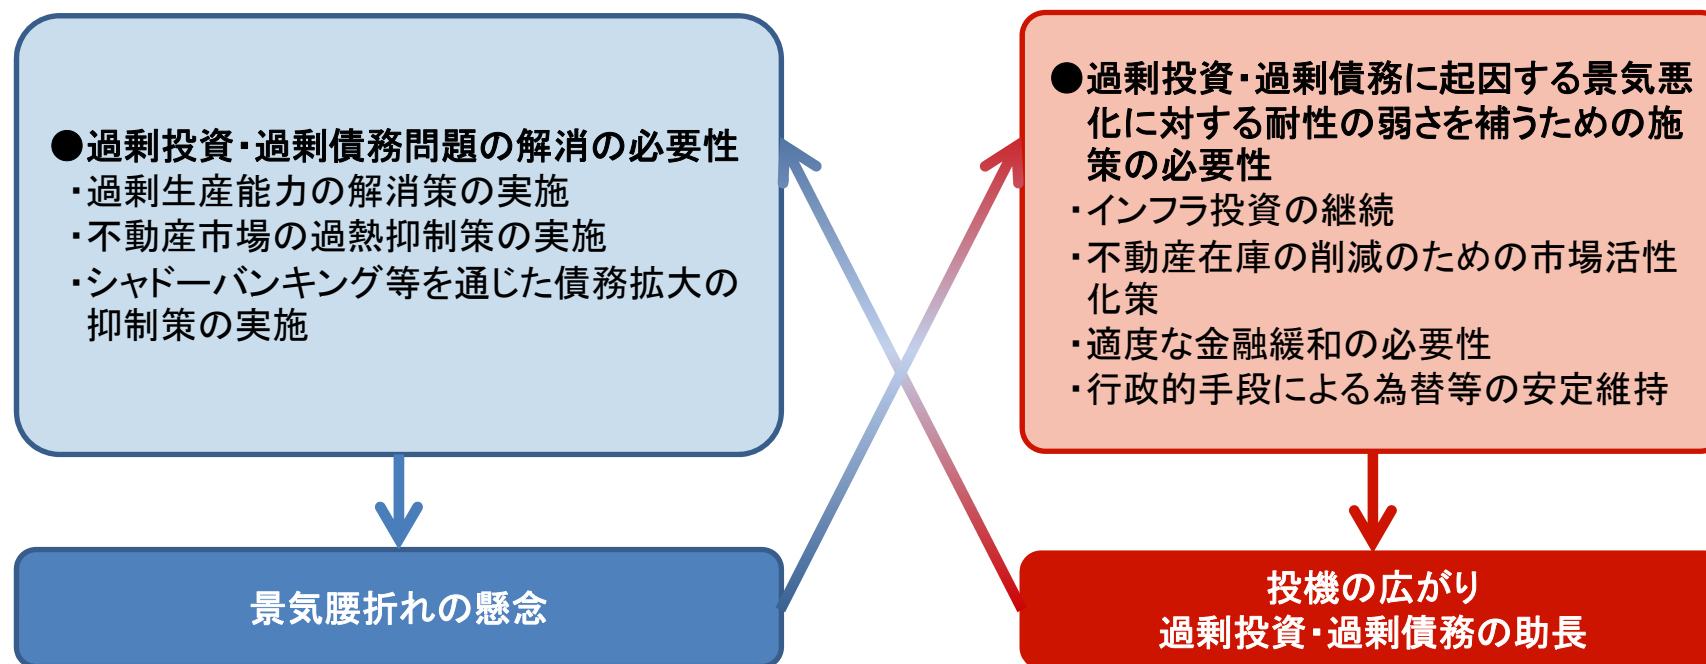 ●過剰投資・過剰債務問題の解消の必要性
・過剰生産能力の解消策の実施
・不動産市場の過熱抑制策の実施
・シャドーバンキング等を通じた債務拡大の
抑制策の実施
景気腰折れの懸念
●過剰投資・過剰債務に起因する景気悪
化に対する耐性の弱さを補うための施
策の必要性
・インフラ投資の継続
・不動産在庫の削減のための市場活性
化策
・適度な金融緩和の必要性
・行政的手段による為替等の安定維持
投機の広がり
過剰投資・過剰債務の助長